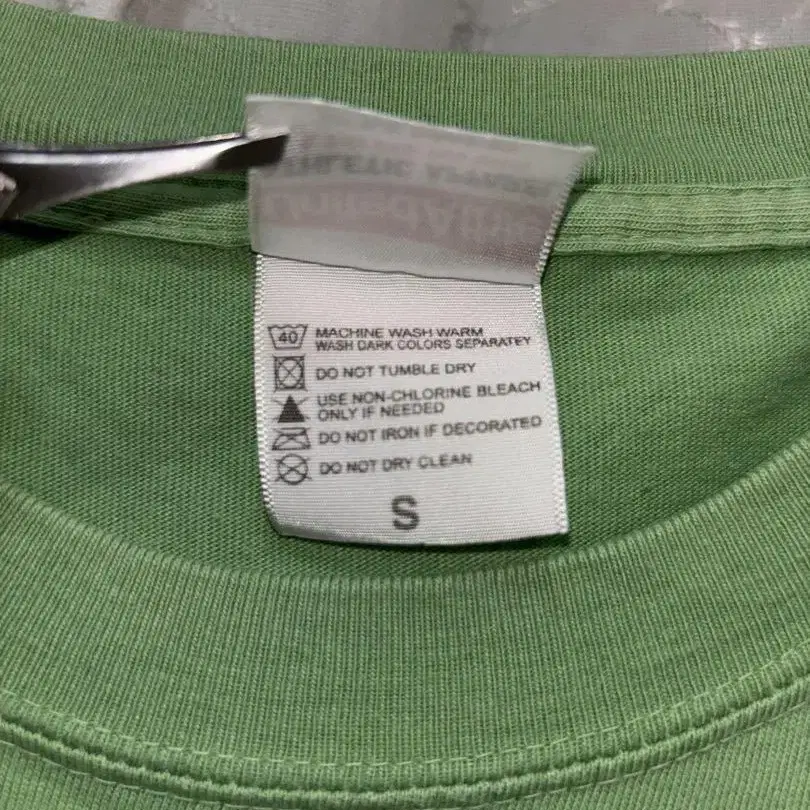 40 MACHINE WASH WARM
WASH DARK COLORS SEPARATEY
DO NOT TUMBLE DRY
USE NON-CHLORINE BLEACH
ONLY IF NEEDED
DO NOT IRON IF DECORATED
DO NOT DRY CLEAN
S